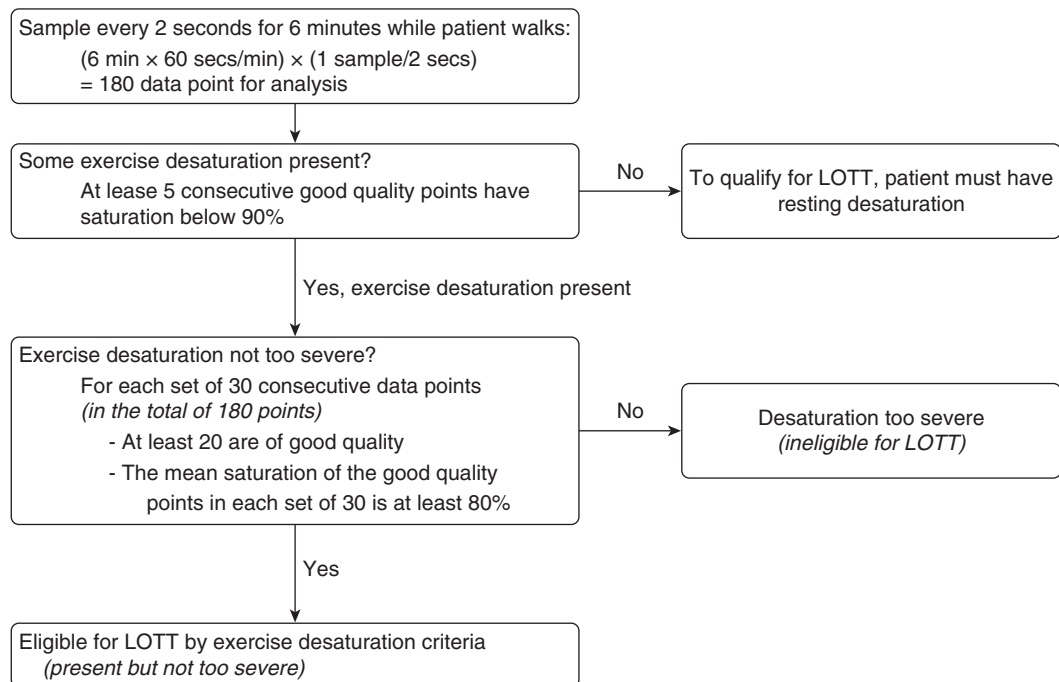 Sample every 2 seconds for 6 minutes while patient walks:
(6 min × 60 secs/min) × (1 sample/2 secs)
= 180 data point for analysis
Some exercise desaturation present?
At lease 5 consecutive good quality points have
saturation below 90%
No
To qualify for LOTT, patient must have
resting desaturation
Yes, exercise desaturation present
Exercise desaturation not too severe?
For each set of 30 consecutive data points
(in the total of 180 points)
- At least 20 are of good quality
- The mean saturation of the good quality
points in each set of 30 is at least 80%
No
Desaturation too severe
(ineligible for LOTT)
Yes
Eligible for LOTT by exercise desaturation criteria
(present but not too severe)